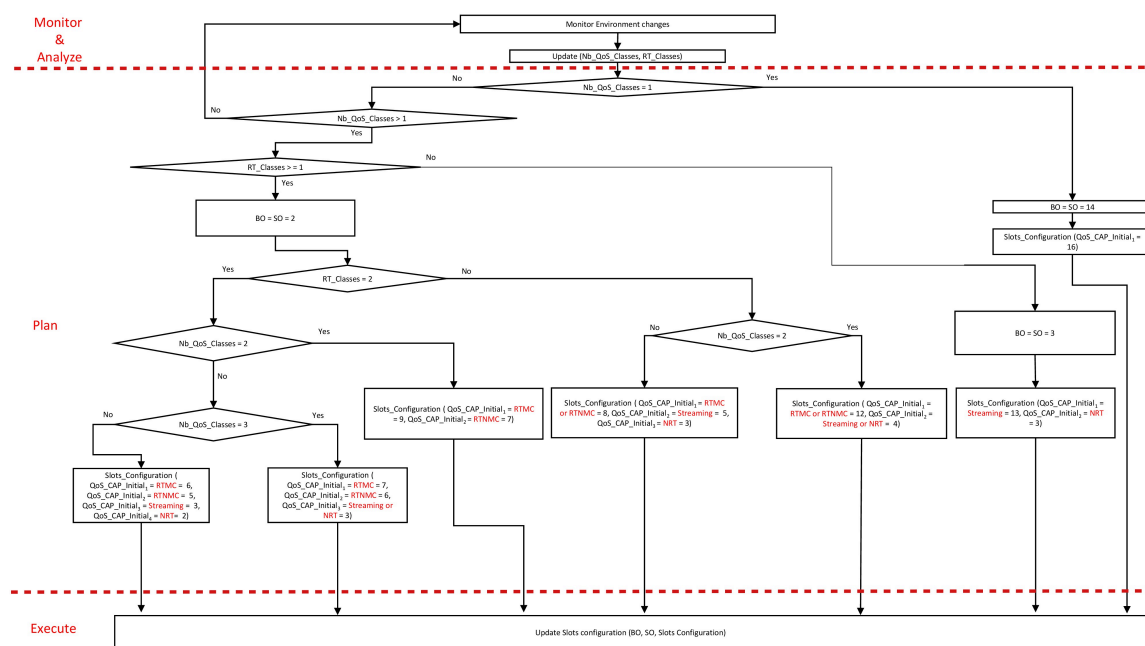 Monitor
&
Analyze
Monitor Environment changes
Update (Nb_QoS_Classes, RT_Classes)
No
Yes
Nb_QoS_Classes = 1
No
Nb_QoS_Classes > 1
Yes
No
RT_Classes > = 1
Yes
BO = SO = 2
BO = SO = 14
Slots_Configuration (QoS_CAP_Initial₁ =
16)
Yes
No
RT_Classes = 2
Plan
Yes
Nb_QoS_Classes = 2
No
No
Yes
Nb_QoS_Classes = 2
BO = SO = 3
Slots_Configuration ( QoS_CAP_Initial₁ = RTMC
= 9, QoS_CAP_Initial₂ = RTNMC = 7)
Slots_Configuration ( QoS_CAP_Initial₁ = RTMC
or RTNMC = 8, QoS_CAP_Initial₂ = Streaming = 5,
QoS_CAP_Initial₃ = NRT = 3)
Slots_Configuration ( QoS_CAP_Initial₁ =
RTMC or RTNMC = 12, QoS_CAP_Initial₂ =
Streaming or NRT = 4)
Slots_Configuration (QoS_CAP_Initial₁ =
Streaming = 13, QoS_CAP_Initial₂ = NRT
= 3)
No
Yes
Nb_QoS_Classes = 3
Slots_Configuration (
QoS_CAP_Initial₁ = RTMC = 6,
QoS_CAP_Initial₂ = RTNMC = 5,
QoS_CAP_Initial₃ = Streaming = 3,
QoS_CAP_Initial₄ = NRT= 2)
Slots_Configuration (
QoS_CAP_Initial₁ = RTMC = 7,
QoS_CAP_Initial₂ = RTNMC = 6,
QoS_CAP_Initial₃ = Streaming or
NRT = 3)
Execute
Update Slots configuration (BO, SO, Slots Configuration)